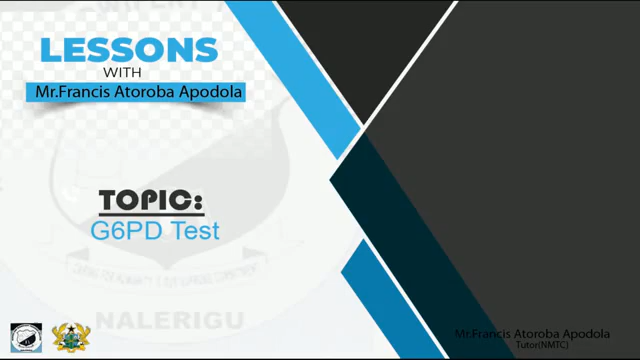 LESSONS
WITH
Mr.Francis Atoroba Apodola
TOPIC:
G6PD Test
NALERIGU
Mr.Francis Atoroba Apodola
Tutor(NMTC)